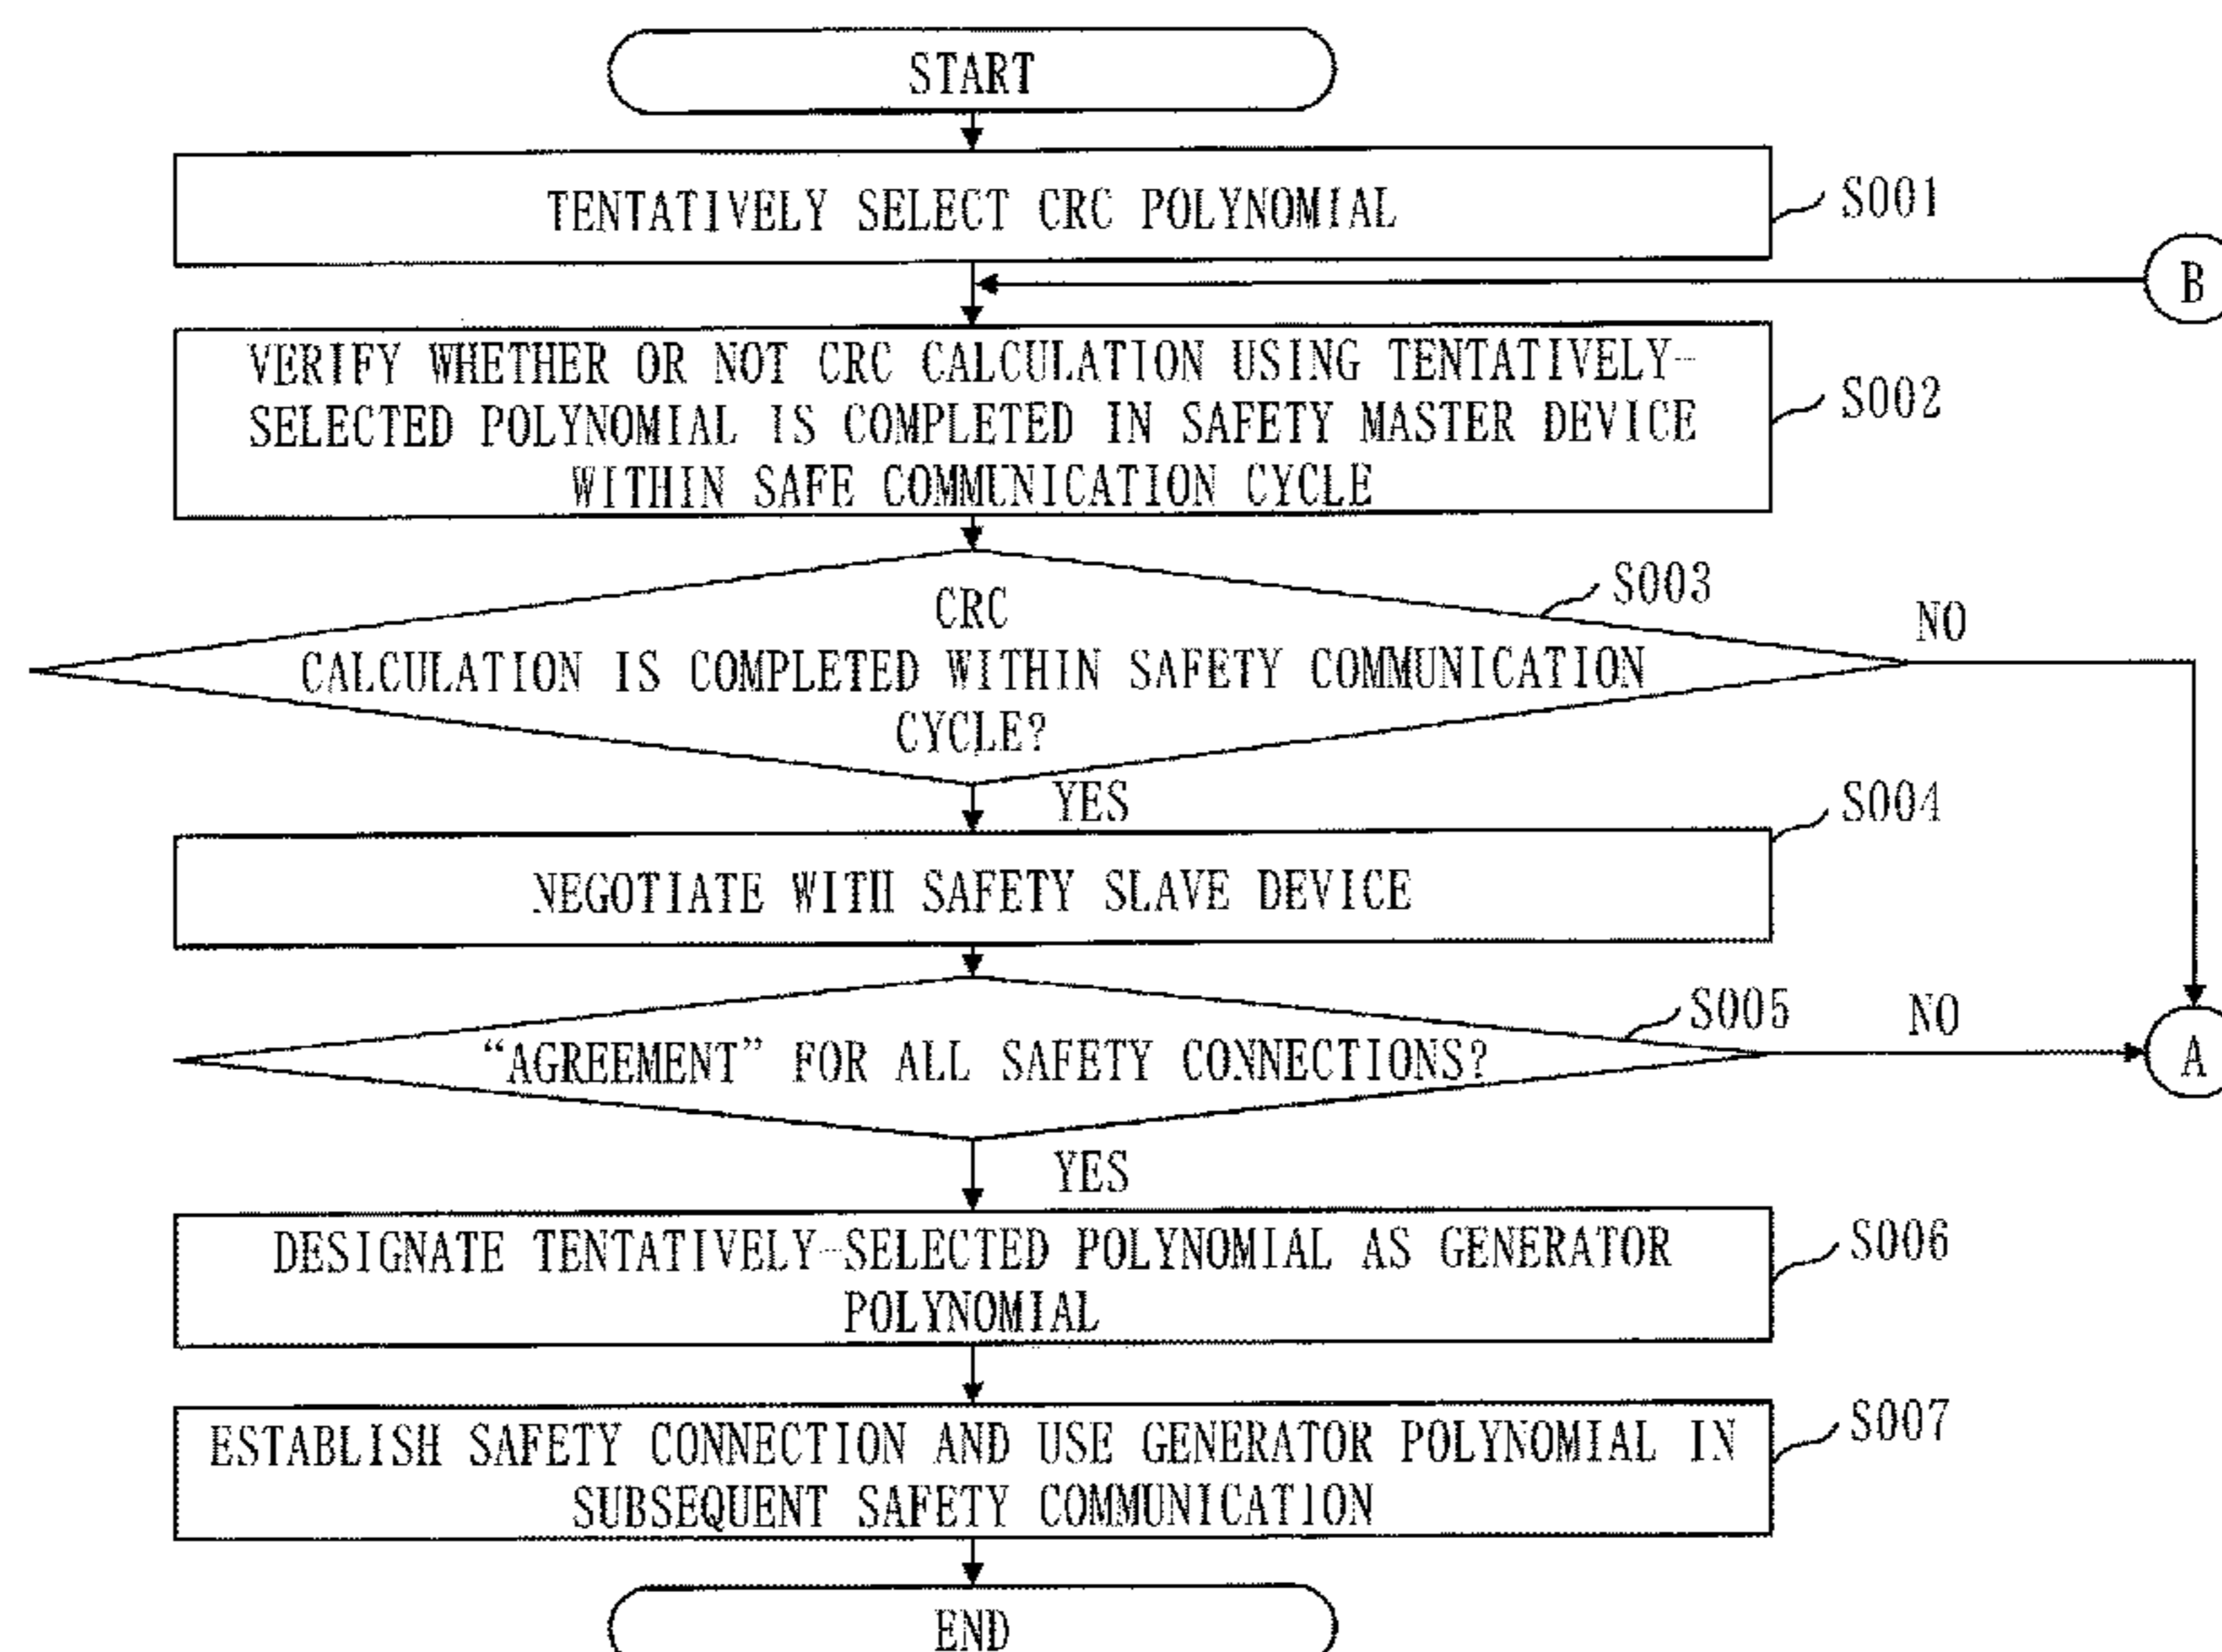 START
TENTATIVELY SELECT CRC POLYNOMIAL
S001
B
VERIFY WHETHER OR NOT CRC CALCULATION USING TENTATIVELY-
SELECTED POLYNOMIAL IS COMPLETED IN SAFETY MASTER DEVICE
WITHIN SAFE COMMUNICATION CYCLE
S002
CRC
CALCULATION IS COMPLETED WITHIN SAFETY COMMUNICATION
CYCLE?
S003
NO
YES
NEGOTIATE WITH SAFETY SLAVE DEVICE
S004
“AGREEMENT” FOR ALL SAFETY CONNECTIONS?
S005
NO
A
YES
DESIGNATE TENTATIVELY-SELECTED POLYNOMIAL AS GENERATOR
POLYNOMIAL
S006
ESTABLISH SAFETY CONNECTION AND USE GENERATOR POLYNOMIAL IN
SUBSEQUENT SAFETY COMMUNICATION
S007
END